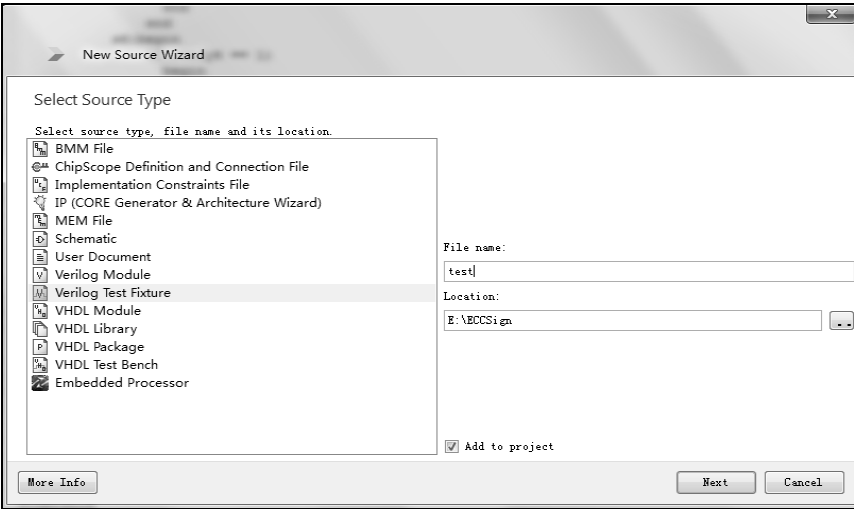 New Source Wizard
Select Source Type
Select source type, file name and its location.
BMM File
ChipScope Definition and Connection File
Implementation Constraints File
IP (CORE Generator & Architecture Wizard)
MEM File
Schematic
User Document
Verilog Module
Verilog Test Fixture
VHDL Module
VHDL Library
VHDL Package
VHDL Test Bench
Embedded Processor
File name:
test
Location:
E:\ECCSign
..
Add to project
More Info
Next
Cancel